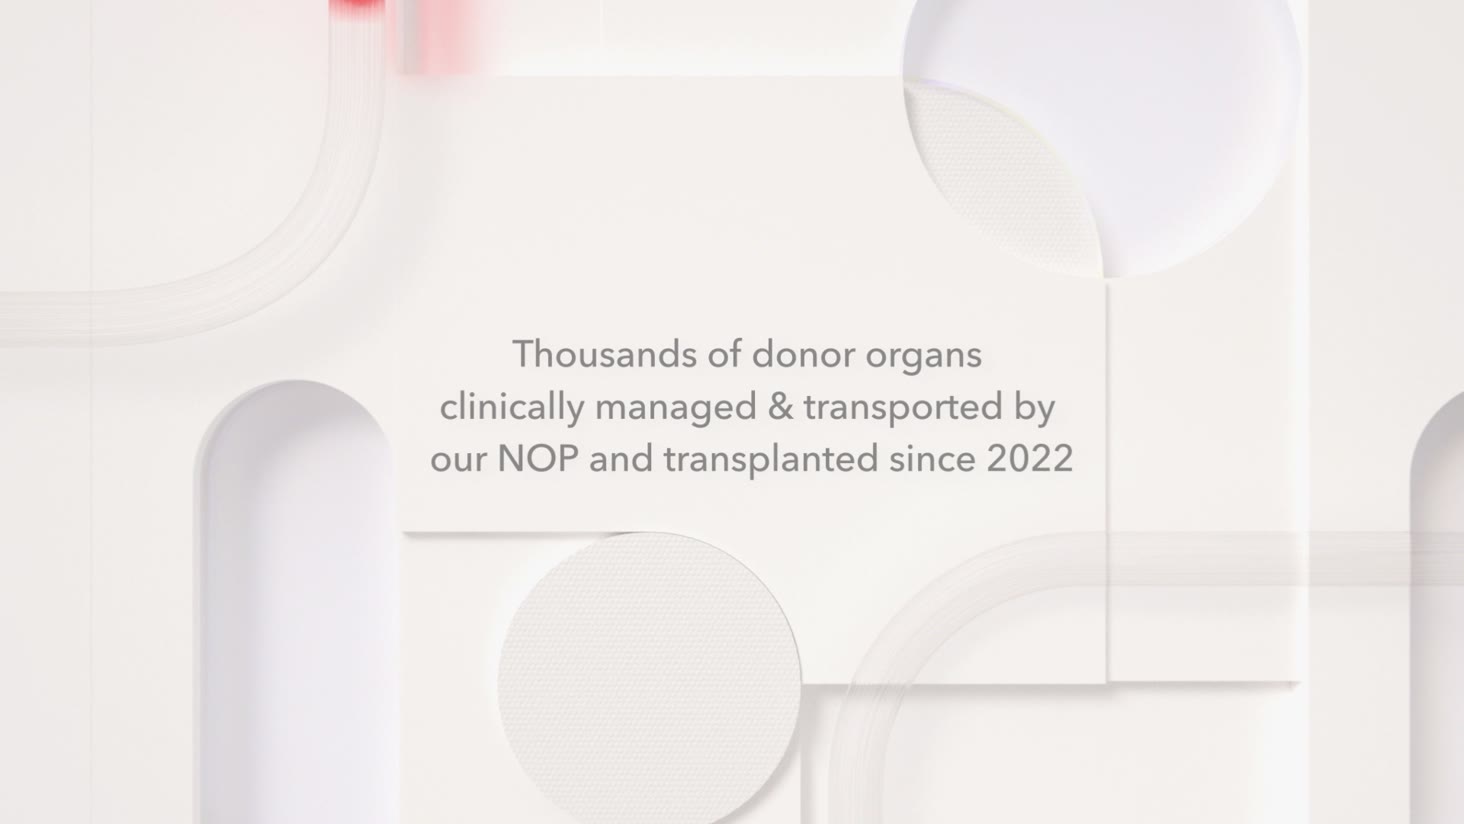 Thousands of donor organs
clinically managed & transported by
our NOP and transplanted since 2022